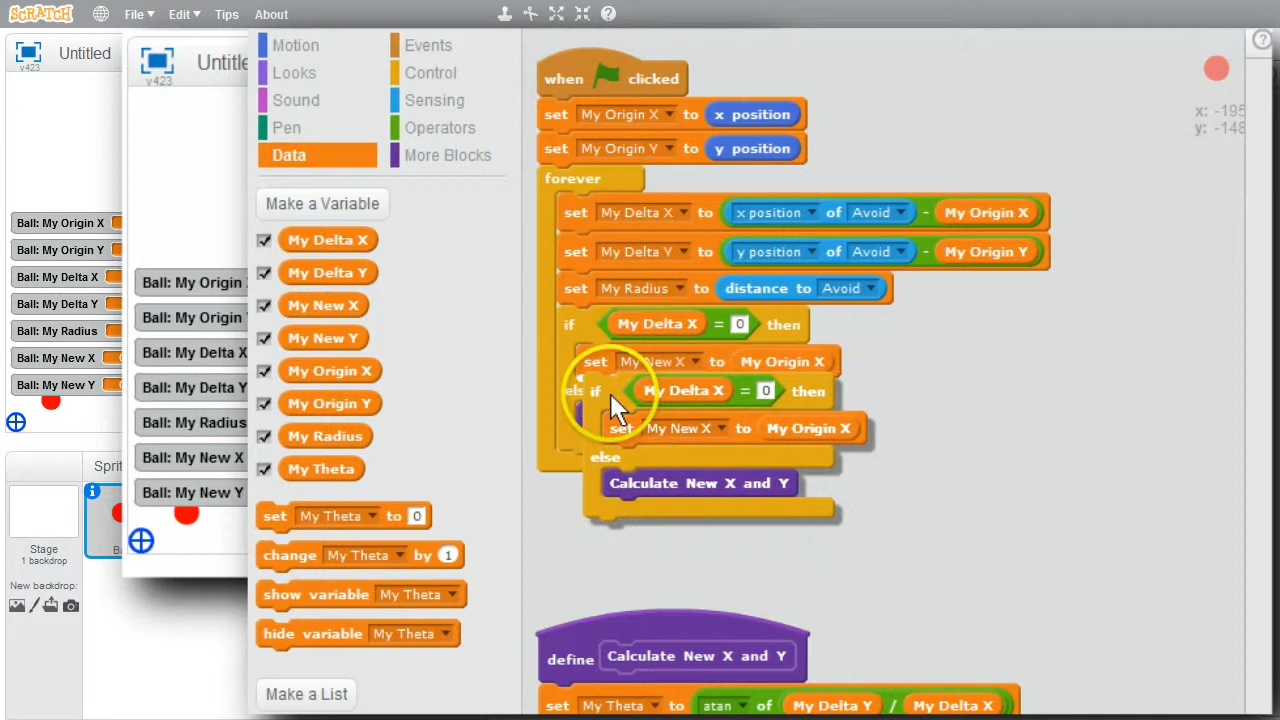 SCRATCH File Edit Tips About
Untitled
v423
Ball: My Origin X
Ball: My Origin Y
Ball: My Delta X
Ball: My Delta Y
Ball: My Radius
Ball: My New X
Ball: My New Y
Stage
1 backdrop
New backdrop:
v423
Ball: My Origin
Ball: My Origin
Ball: My Delta X
Ball: My Delta Y
Ball: My Radius
Ball: My New X
Ball: My New Y
Motion Events
Looks Control
Sound Sensing
Pen Operators
Data More Blocks
Make a Variable
My Delta X
My Delta Y
My New X
My New Y
My Origin X
My Origin Y
My Radius
My Theta
set My Theta to 0
change My Theta by 1
show variable My Theta
hide variable My Theta
Make a List
when clicked
set My Origin X to x position
set My Origin Y to y position
forever
set My Delta X to x position of Avoid - My Origin X
set My Delta Y to y position of Avoid - My Origin Y
set My Radius to distance to Avoid
if My Delta X = 0 then
set My New X to My Origin X
if My Delta X = 0 then
set My New X to My Origin X
else
Calculate New X and Y
define Calculate New X and Y
set My Theta to atan of My Delta Y / My Delta X
x: -195
y: -148